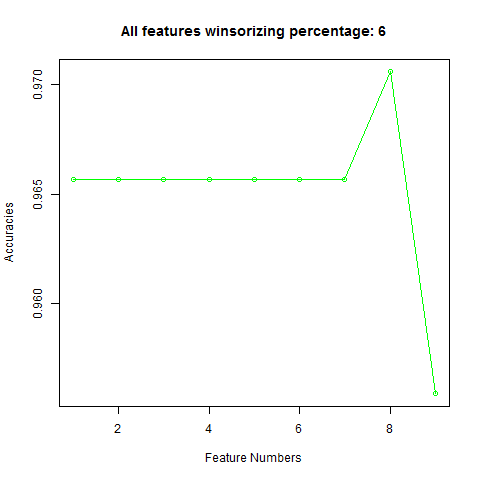 All features winsorizing percentage: 6
0.970
0.965
0.960
Accuracies
2 4 6 8
Feature Numbers